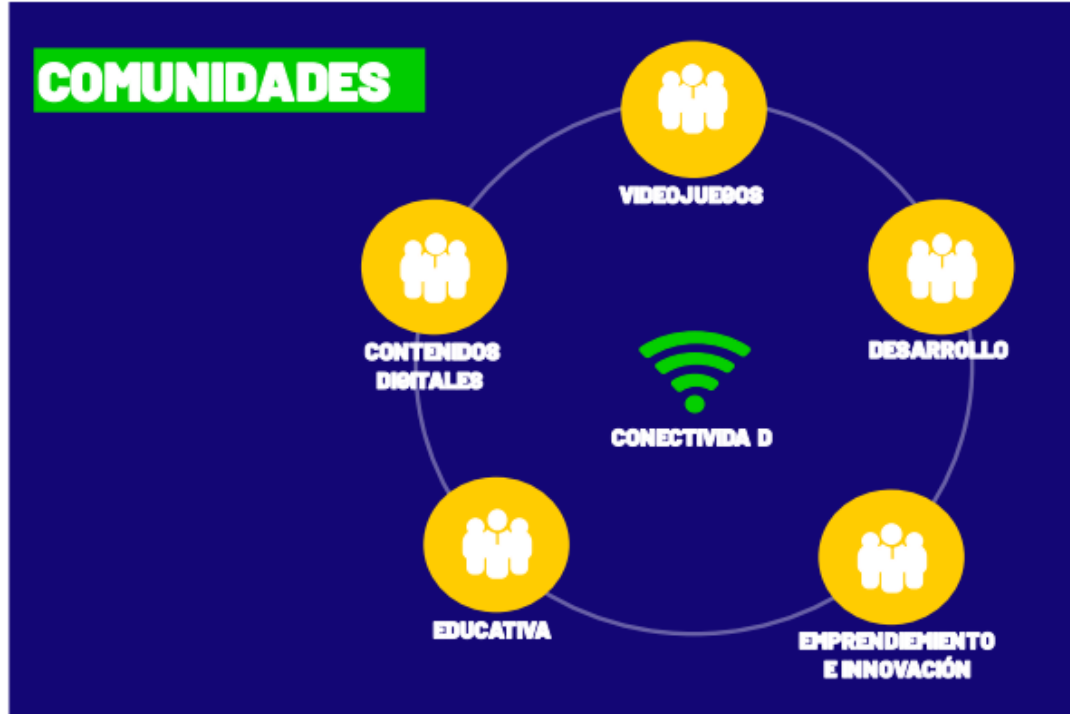 COMUNIDADES
VIDEOJUEGOS
CONTENIDOS
DIGITALES
DESARROLLO
CONECTIVIDA D
EDUCATIVA
EMPRENDIEMIENTO
E INNOVACIÓN